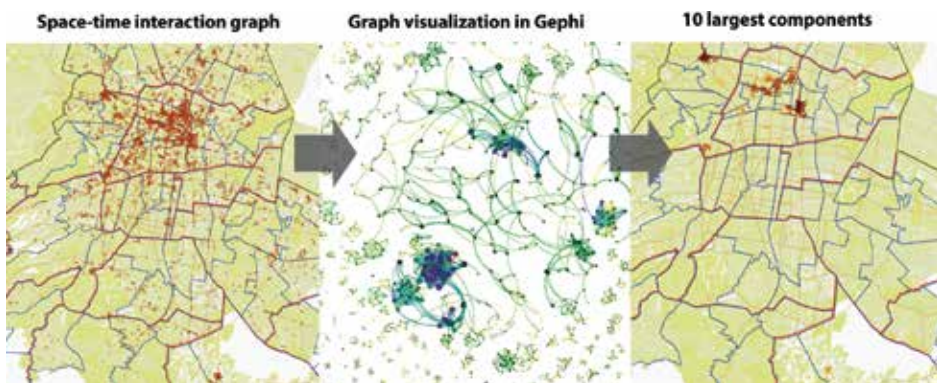 Space-time interaction graph
Graph visualization in Gephi
10 largest components